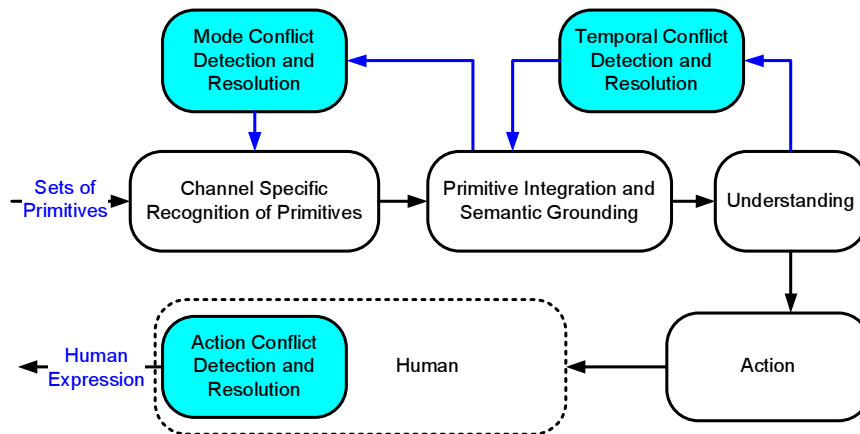 Mode Conflict
Detection and
Resolution
Temporal Conflict
Detection and
Resolution
Sets of
Primitives
Channel Specific
Recognition of Primitives
Primitive Integration and
Semantic Grounding
Understanding
Human
Expression
Action Conflict
Detection and
Resolution
Human
Action